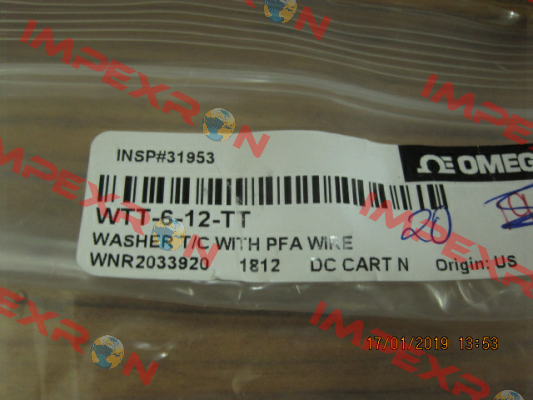 INSP#31953
OMEG
WTT-6-12-TT
20
WASHER T/C WITH PFA WIRE
WNR2033920 1812 DC CART N Origin: US
17/01/2019 13:53
IMPEXRON
IMPEXRON
IMPEXRON
IMPEXRON
IMPEXRON